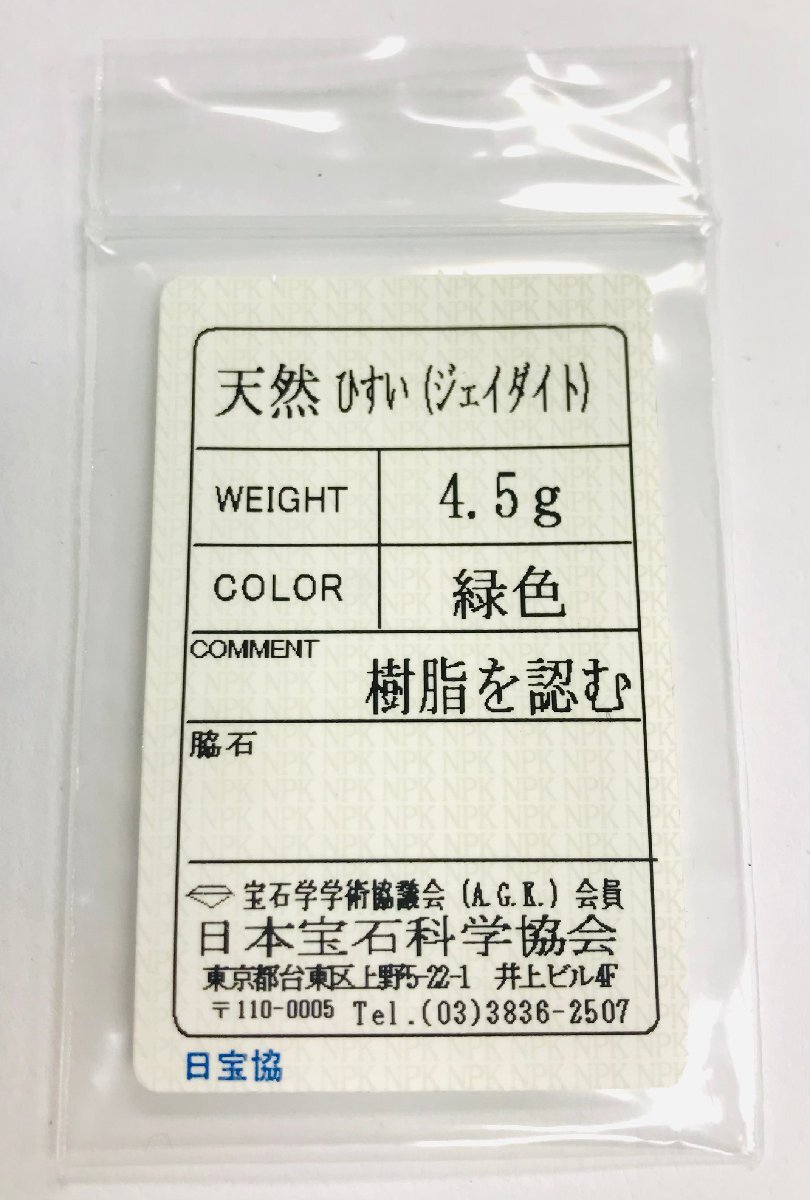 天然 ひすい (ジェイダイト)
WEIGHT 4.5g
COLOR 緑色
COMMENT
樹脂を認む
脇石
宝石学学術協議会 (A.G.K.) 会員
日本宝石科学協会
東京都台東区上野5-22-1 井上ビル4F
〒110-0005 Tel.(03)3836-2507
日宝協